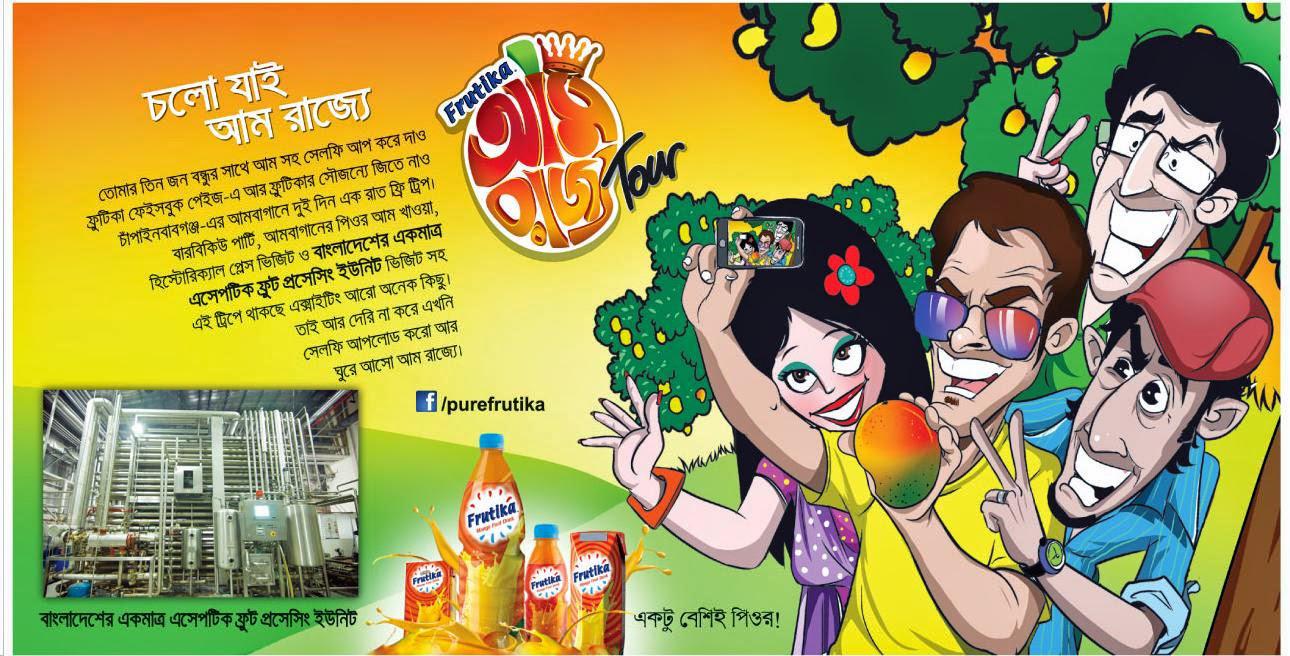 চলো যাই
আম রাজ্যে
তোমার তিন জন বন্ধুর সাথে আম সহ সেলফি আপ করে দাও
ফ্রুটিকা ফেইসবুক পেইজ-এ আর ফ্রুটিকার সৌজন্যে জিতে নাও
চাঁপাইনবাবগঞ্জ-এর আমবাগানে দুই দিন এক রাত ফ্রি ট্রিপ।
বারবিকিউ পার্টি, আমবাগানের পিওর আম খাওয়া,
হিস্টোরিক্যাল প্লেস ভিজিট ও বাংলাদেশের একমাত্র
এসেপটিক ফ্রুট প্রসেসিং ইউনিট ভিজিট সহ
এই ট্রিপে থাকছে এক্সাইটিং আরো অনেক কিছু।
তাই আর দেরি না করে এখনি
সেলফি আপলোড করো আর
ঘুরে আসো আম রাজ্যে।
Frutika
আম
রাজ্য Tour
f /purefrutika
Frutika
Mango Fruit Drink
Frutika
Frutika
Frutika
বাংলাদেশের একমাত্র এসেপটিক ফ্রুট প্রসেসিং ইউনিট
একটু বেশিই পিওর!